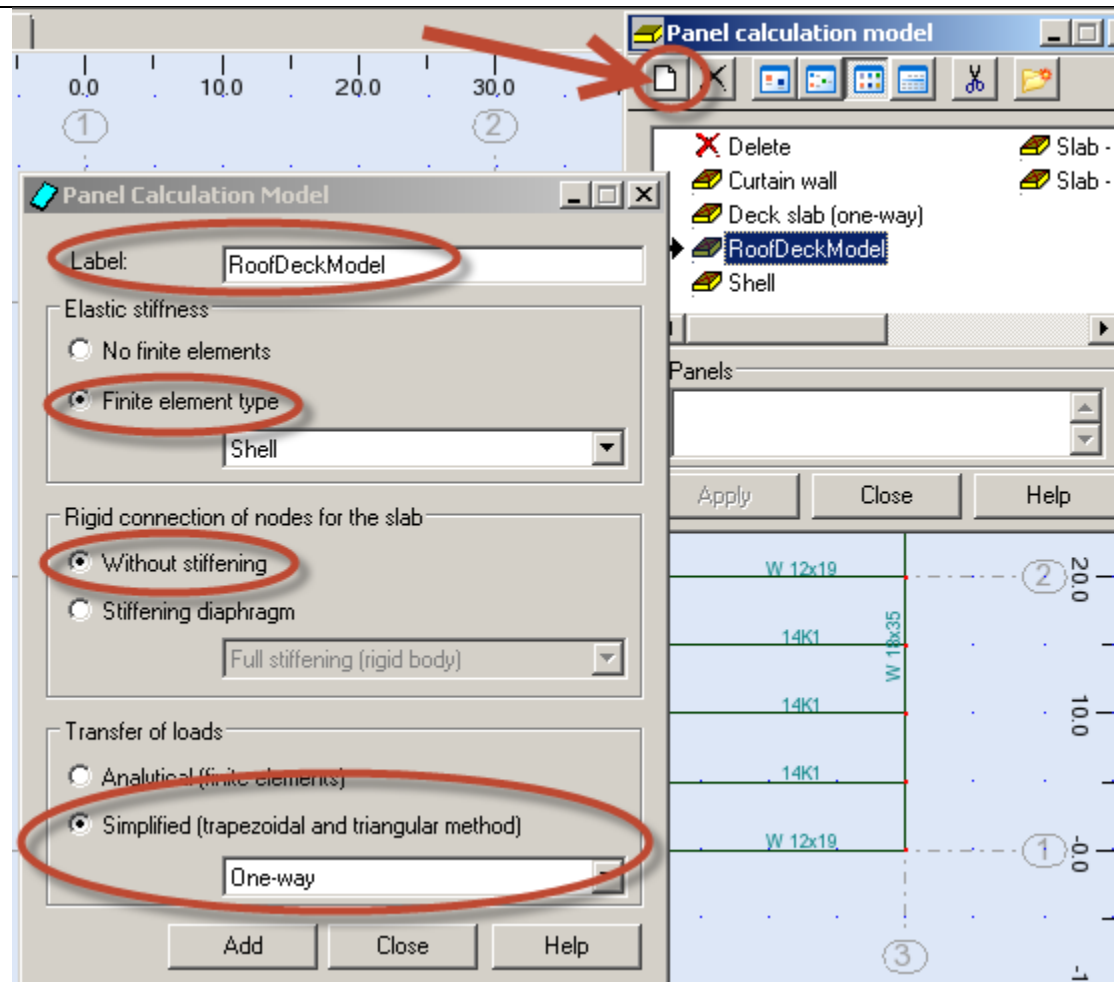 Panel calculation model
0,0 10,0 20,0 30,0
1 2
Delete
Curtain wall
Deck slab (one-way)
RoofDeckModel
Shell
Slab -
Slab -
Panels
Apply Close Help
Panel Calculation Model
Label: RoofDeckModel
Elastic stiffness
No finite elements
Finite element type
Shell
Rigid connection of nodes for the slab
Without stiffening
Stiffening diaphragm
Full stiffening (rigid body)
Transfer of loads
Analytical (finite elements)
Simplified (trapezoidal and triangular method)
One-way
Add Close Help
W 12x19
14K1
W 18x35
14K1
14K1
W 12x19
2 20.0
10.0
1 -0.0
3